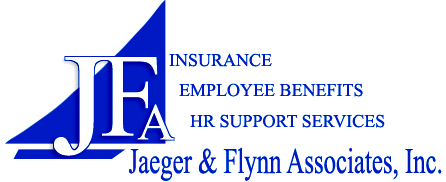 JFA
INSURANCE
EMPLOYEE BENEFITS
HR SUPPORT SERVICES
Jaeger & Flynn Associates, Inc.